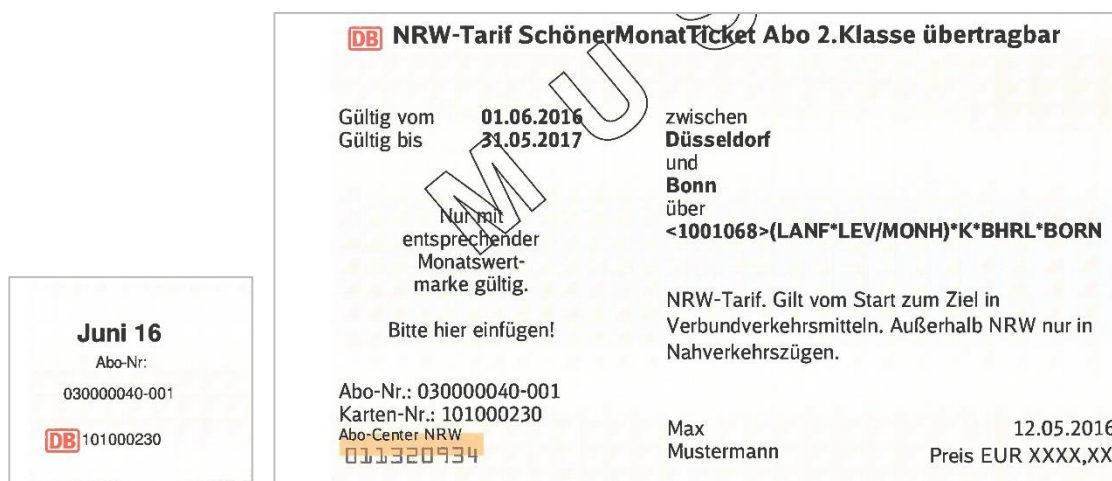 Juni 16
Abo-Nr:
030000040-001
DB 101000230
DB NRW-Tarif SchönerMonatTicket Abo 2.Klasse übertragbar
Gültig vom 01.06.2016
Gültig bis 31.05.2017
Nur mit
entsprechender
Monatswert-
marke gültig.
Bitte hier einfügen!
Abo-Nr.: 030000040-001
Karten-Nr.: 101000230
Abo-Center NRW
011320934
zwischen
Düsseldorf
und
Bonn
über
<1001068>(LANF*LEV/MONH)*K*BHRL*BORN
NRW-Tarif. Gilt vom Start zum Ziel in
Verbundverkehrsmitteln. Außerhalb NRW nur in
Nahverkehrszügen.
Max
Mustermann
12.05.2016
Preis EUR XXXX,XX
M U S